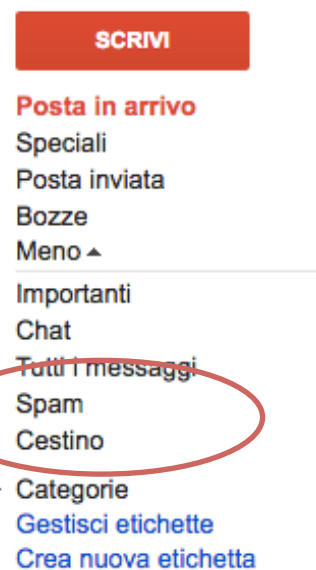 SCRIVI
Posta in arrivo
Speciali
Posta inviata
Bozze
Meno
Importanti
Chat
Tutti i messaggi
Spam
Cestino
Categorie
Gestisci etichette
Crea nuova etichetta